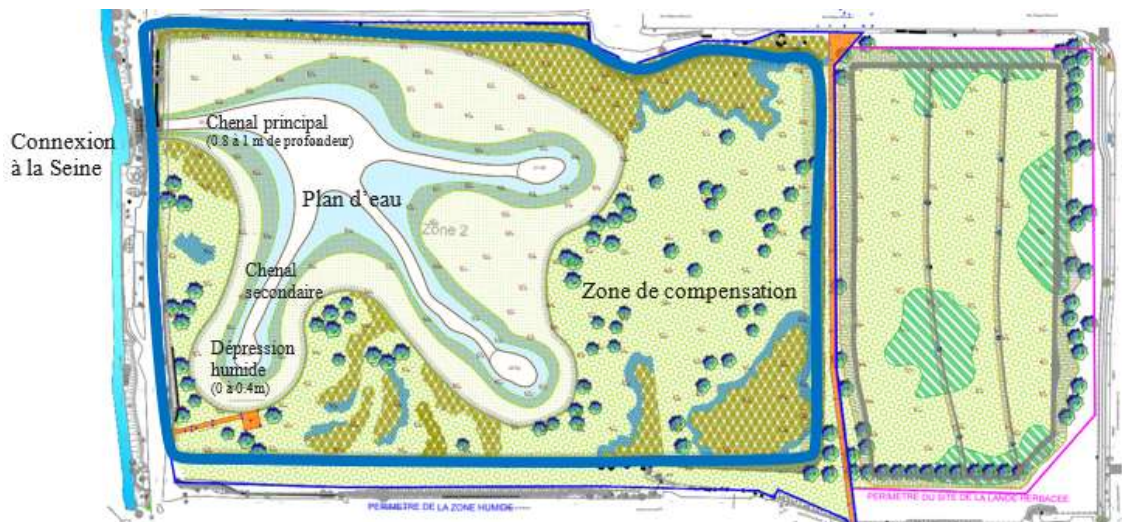 Connexion
à la Seine
Chenal principal
(0.8 à 1 m de profondeur)
Plan d'eau
Zone 2
Chenal
secondaire
Zone de compensation
Dépression
humide
(0 à 0.4m)
PERIMETRE DE LA ZONE HUMIDE
PERIMETRE DU SITE DE LA LANDE HERBACEE